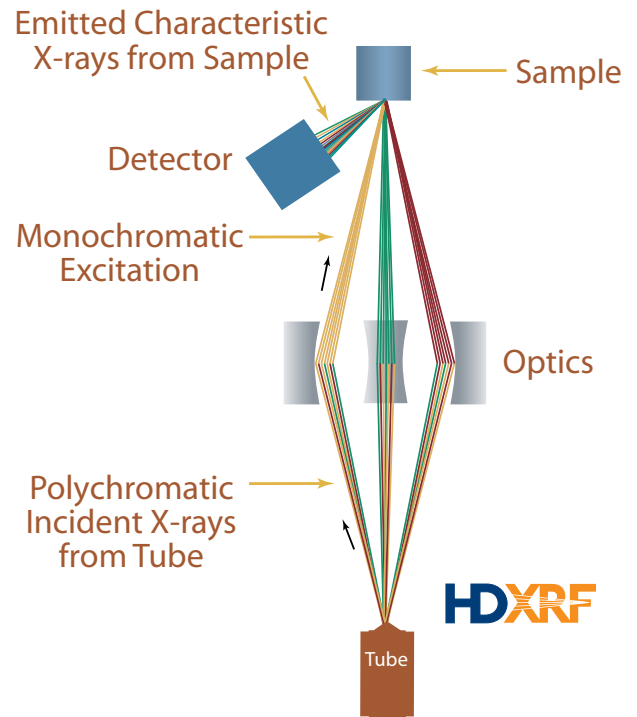 Emitted Characteristic
X-rays from Sample
Sample
Detector
Monochromatic
Excitation
Optics
Polychromatic
Incident X-rays
from Tube
HDXRF
Tube